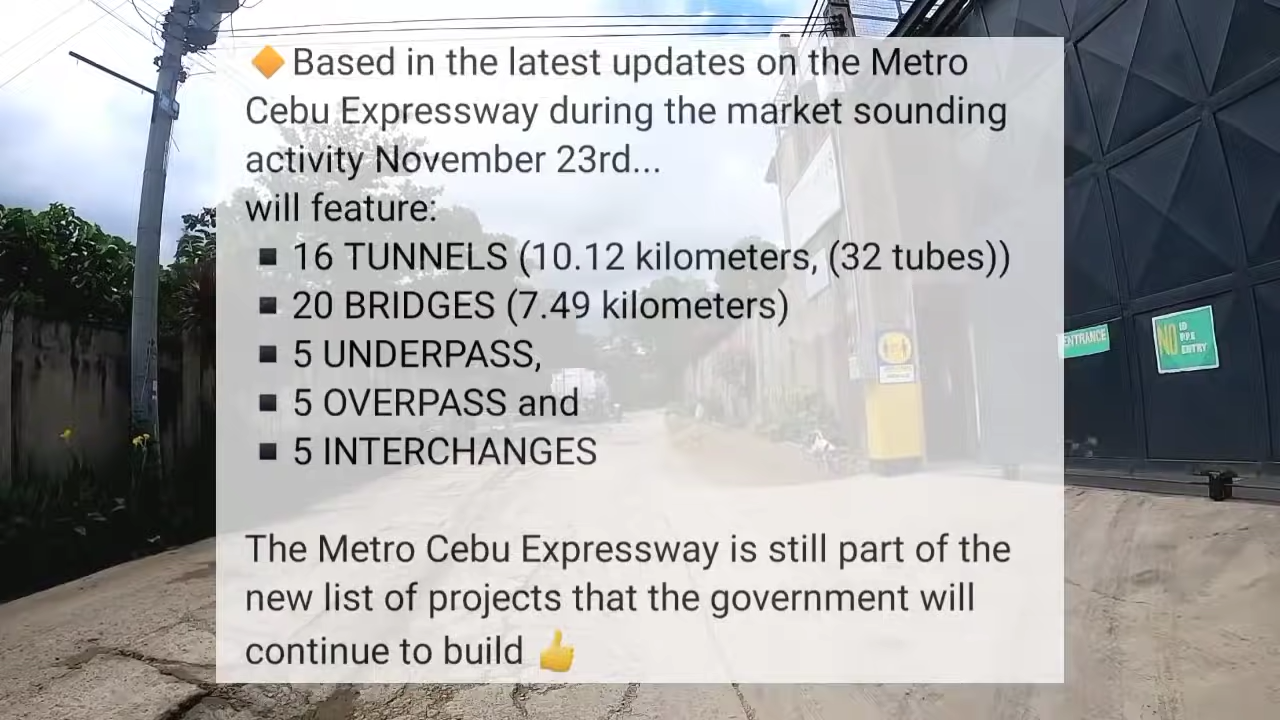 🔶Based in the latest updates on the Metro
Cebu Expressway during the market sounding
activity November 23rd...
will feature:
▪️ 16 TUNNELS (10.12 kilometers, (32 tubes))
▪️ 20 BRIDGES (7.49 kilometers)
▪️ 5 UNDERPASS,
▪️ 5 OVERPASS and
▪️ 5 INTERCHANGES
The Metro Cebu Expressway is still part of the
new list of projects that the government will
continue to build 👍
ENTRANCE
NO ID
PPE
ENTRY